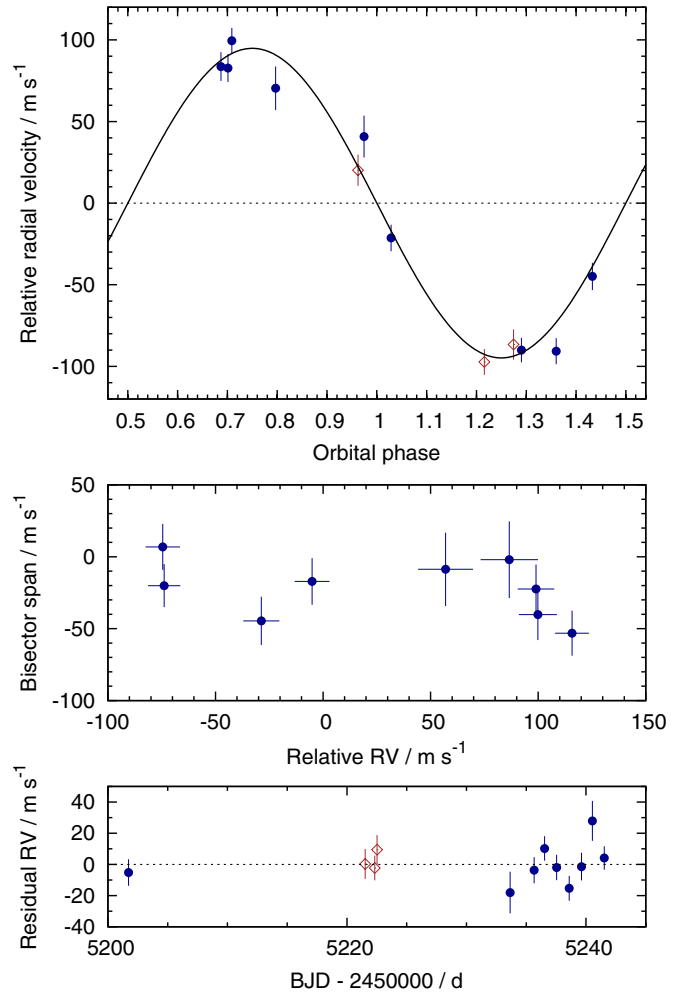 100
50
0
-50
-100
Relative radial velocity / m s⁻¹
0.5 0.6 0.7 0.8 0.9 1 1.1 1.2 1.3 1.4 1.5
Orbital phase
50
0
-50
-100
Bisector span / m s⁻¹
-100 -50 0 50 100 150
Relative RV / m s⁻¹
40
20
0
-20
-40
Residual RV / m s⁻¹
5200 5220 5240
BJD - 2450000 / d